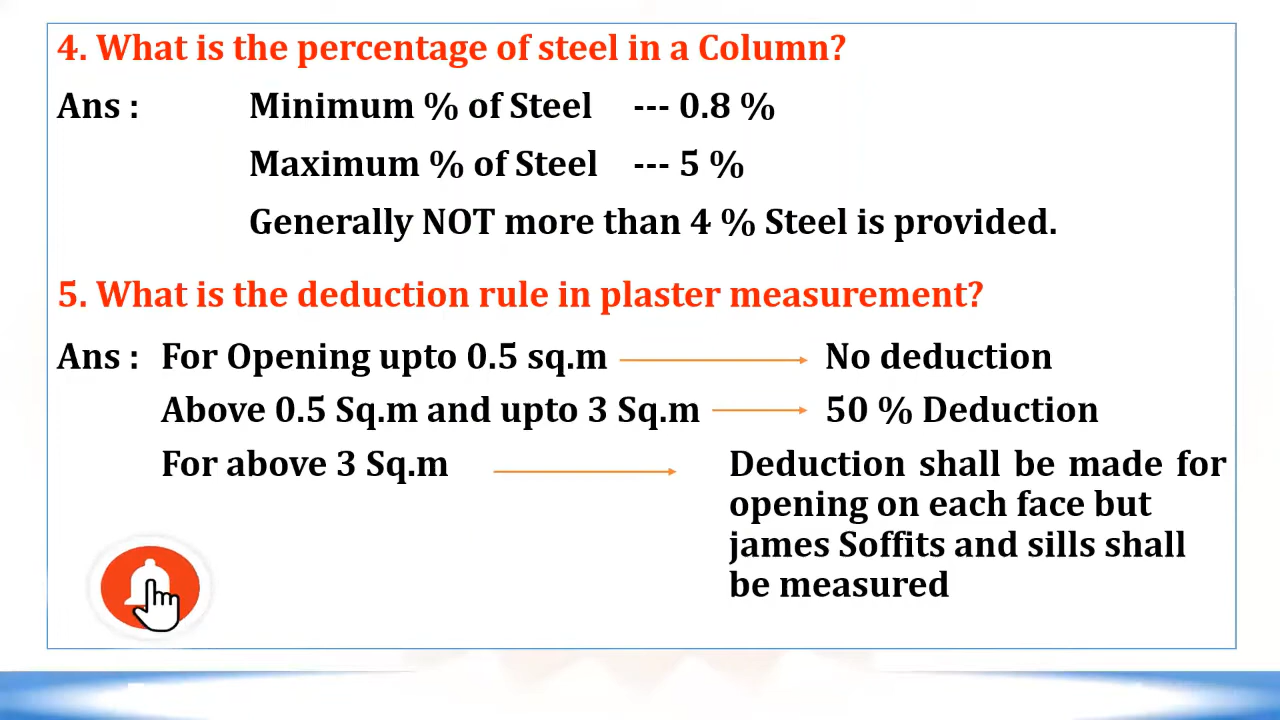 4. What is the percentage of steel in a Column?
Ans : Minimum % of Steel --- 0.8 %
Maximum % of Steel --- 5 %
Generally NOT more than 4 % Steel is provided.
5. What is the deduction rule in plaster measurement?
Ans : For Opening upto 0.5 sq.m No deduction
Above 0.5 Sq.m and upto 3 Sq.m 50 % Deduction
For above 3 Sq.m Deduction shall be made for
opening on each face but
james Soffits and sills shall
be measured